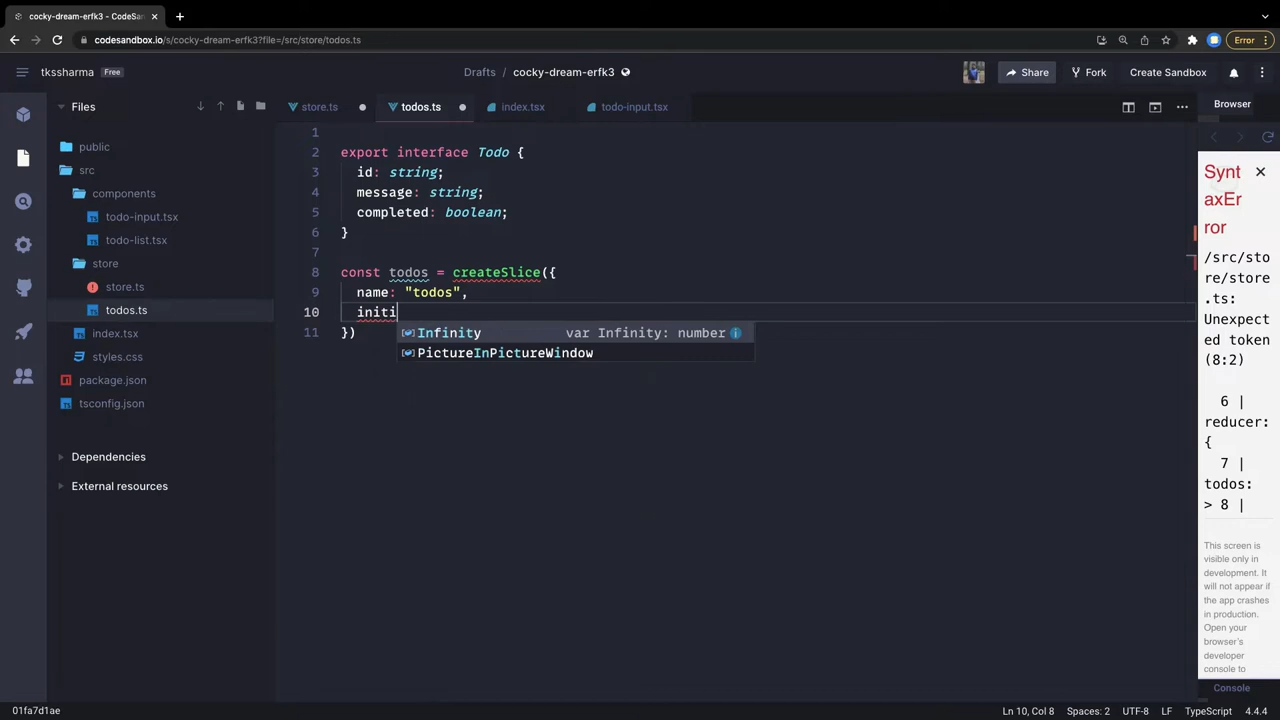 cocky-dream-erfk3 - CodeSan
codesandbox.io/s/cocky-dream-erfk3?file=/src/store/todos.ts
Error
tkssharma Free
Drafts / cocky-dream-erfk3
Share Fork Create Sandbox
Files
public
src
components
todo-input.tsx
todo-list.tsx
store
store.ts
todos.ts
index.tsx
styles.css
package.json
tsconfig.json
Dependencies
External resources
store.ts todos.ts index.tsx todo-input.tsx
1
2 export interface Todo {
3 id: string;
4 message: string;
5 completed: boolean;
6 }
7
8 const todos = createSlice({
9 name: "todos",
10 initi
11 })
Infinity var Infinity: number
PictureInPictureWindow
Browser
Synt
axEr
ror
/src/sto
re/store
.ts:
Unexpect
ed token
(8:2)
6 |
reducer:
{
7 |
todos:
> 8 |
This screen is
visible only in
development. It
will not appear if
the app crashes
in production.
Open your
browser's
developer
console to
Console
01fa7d1ae
Ln 10, Col 8 Spaces: 2 UTF-8 LF TypeScript 4.4.4